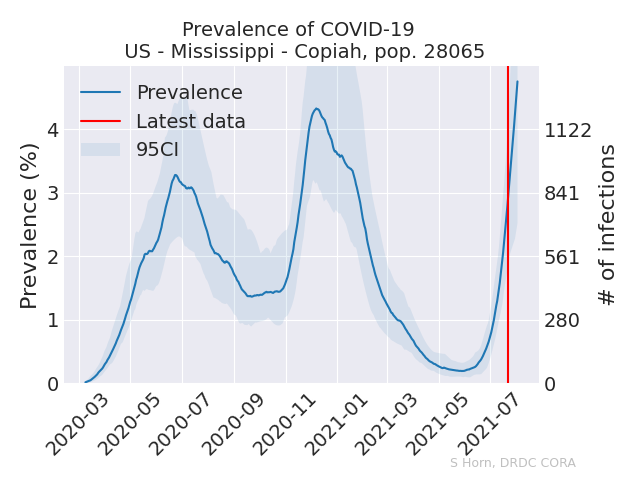 Prevalence of COVID-19
US - Mississippi - Copiah, pop. 28065
Prevalence
Latest data
95CI
Prevalence (%)
4
3
2
1
0
1122
841
561
280
0
# of infections
2020-03
2020-05
2020-07
2020-09
2020-11
2021-01
2021-03
2021-05
2021-07
S Horn, DRDC CORA